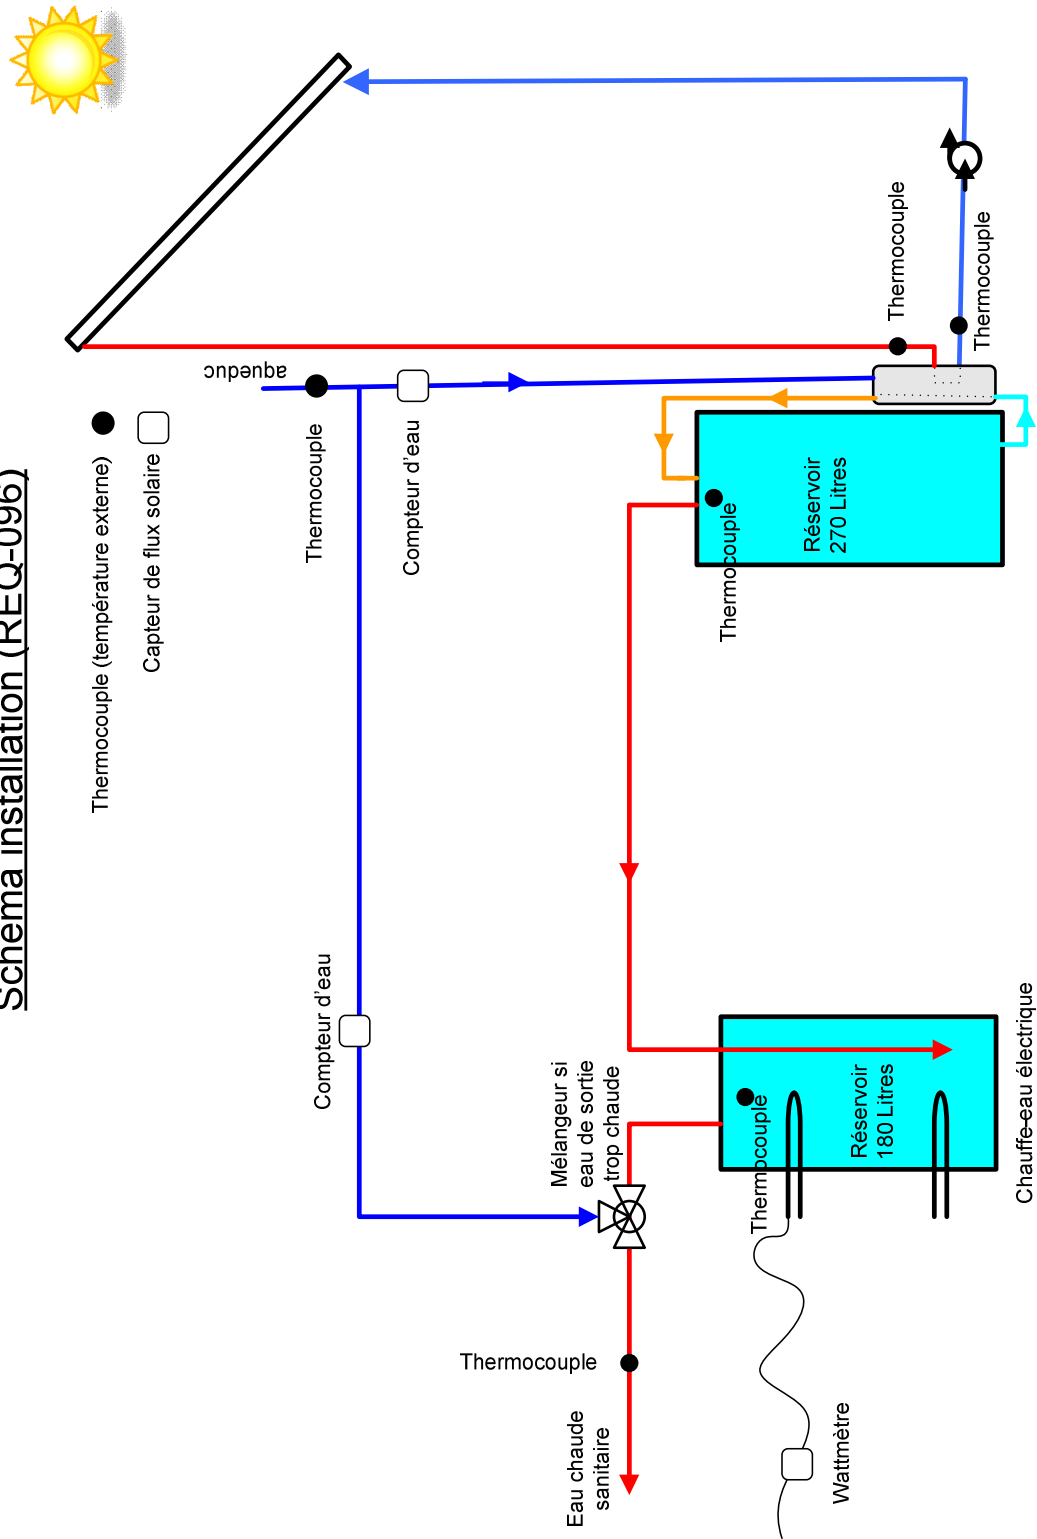 Schema installation (REQ-096)
Thermocouple (température externe)
Capteur de flux solaire
aqueduc
Thermocouple
Compteur d'eau
Thermocouple
Thermocouple
Thermocouple
Réservoir
270 Litres
Compteur d'eau
Mélangeur si
eau de sortie
trop chaude
Thermocouple
Réservoir
180 Litres
Chauffe-eau électrique
Thermocouple
Eau chaude
sanitaire
Wattmètre